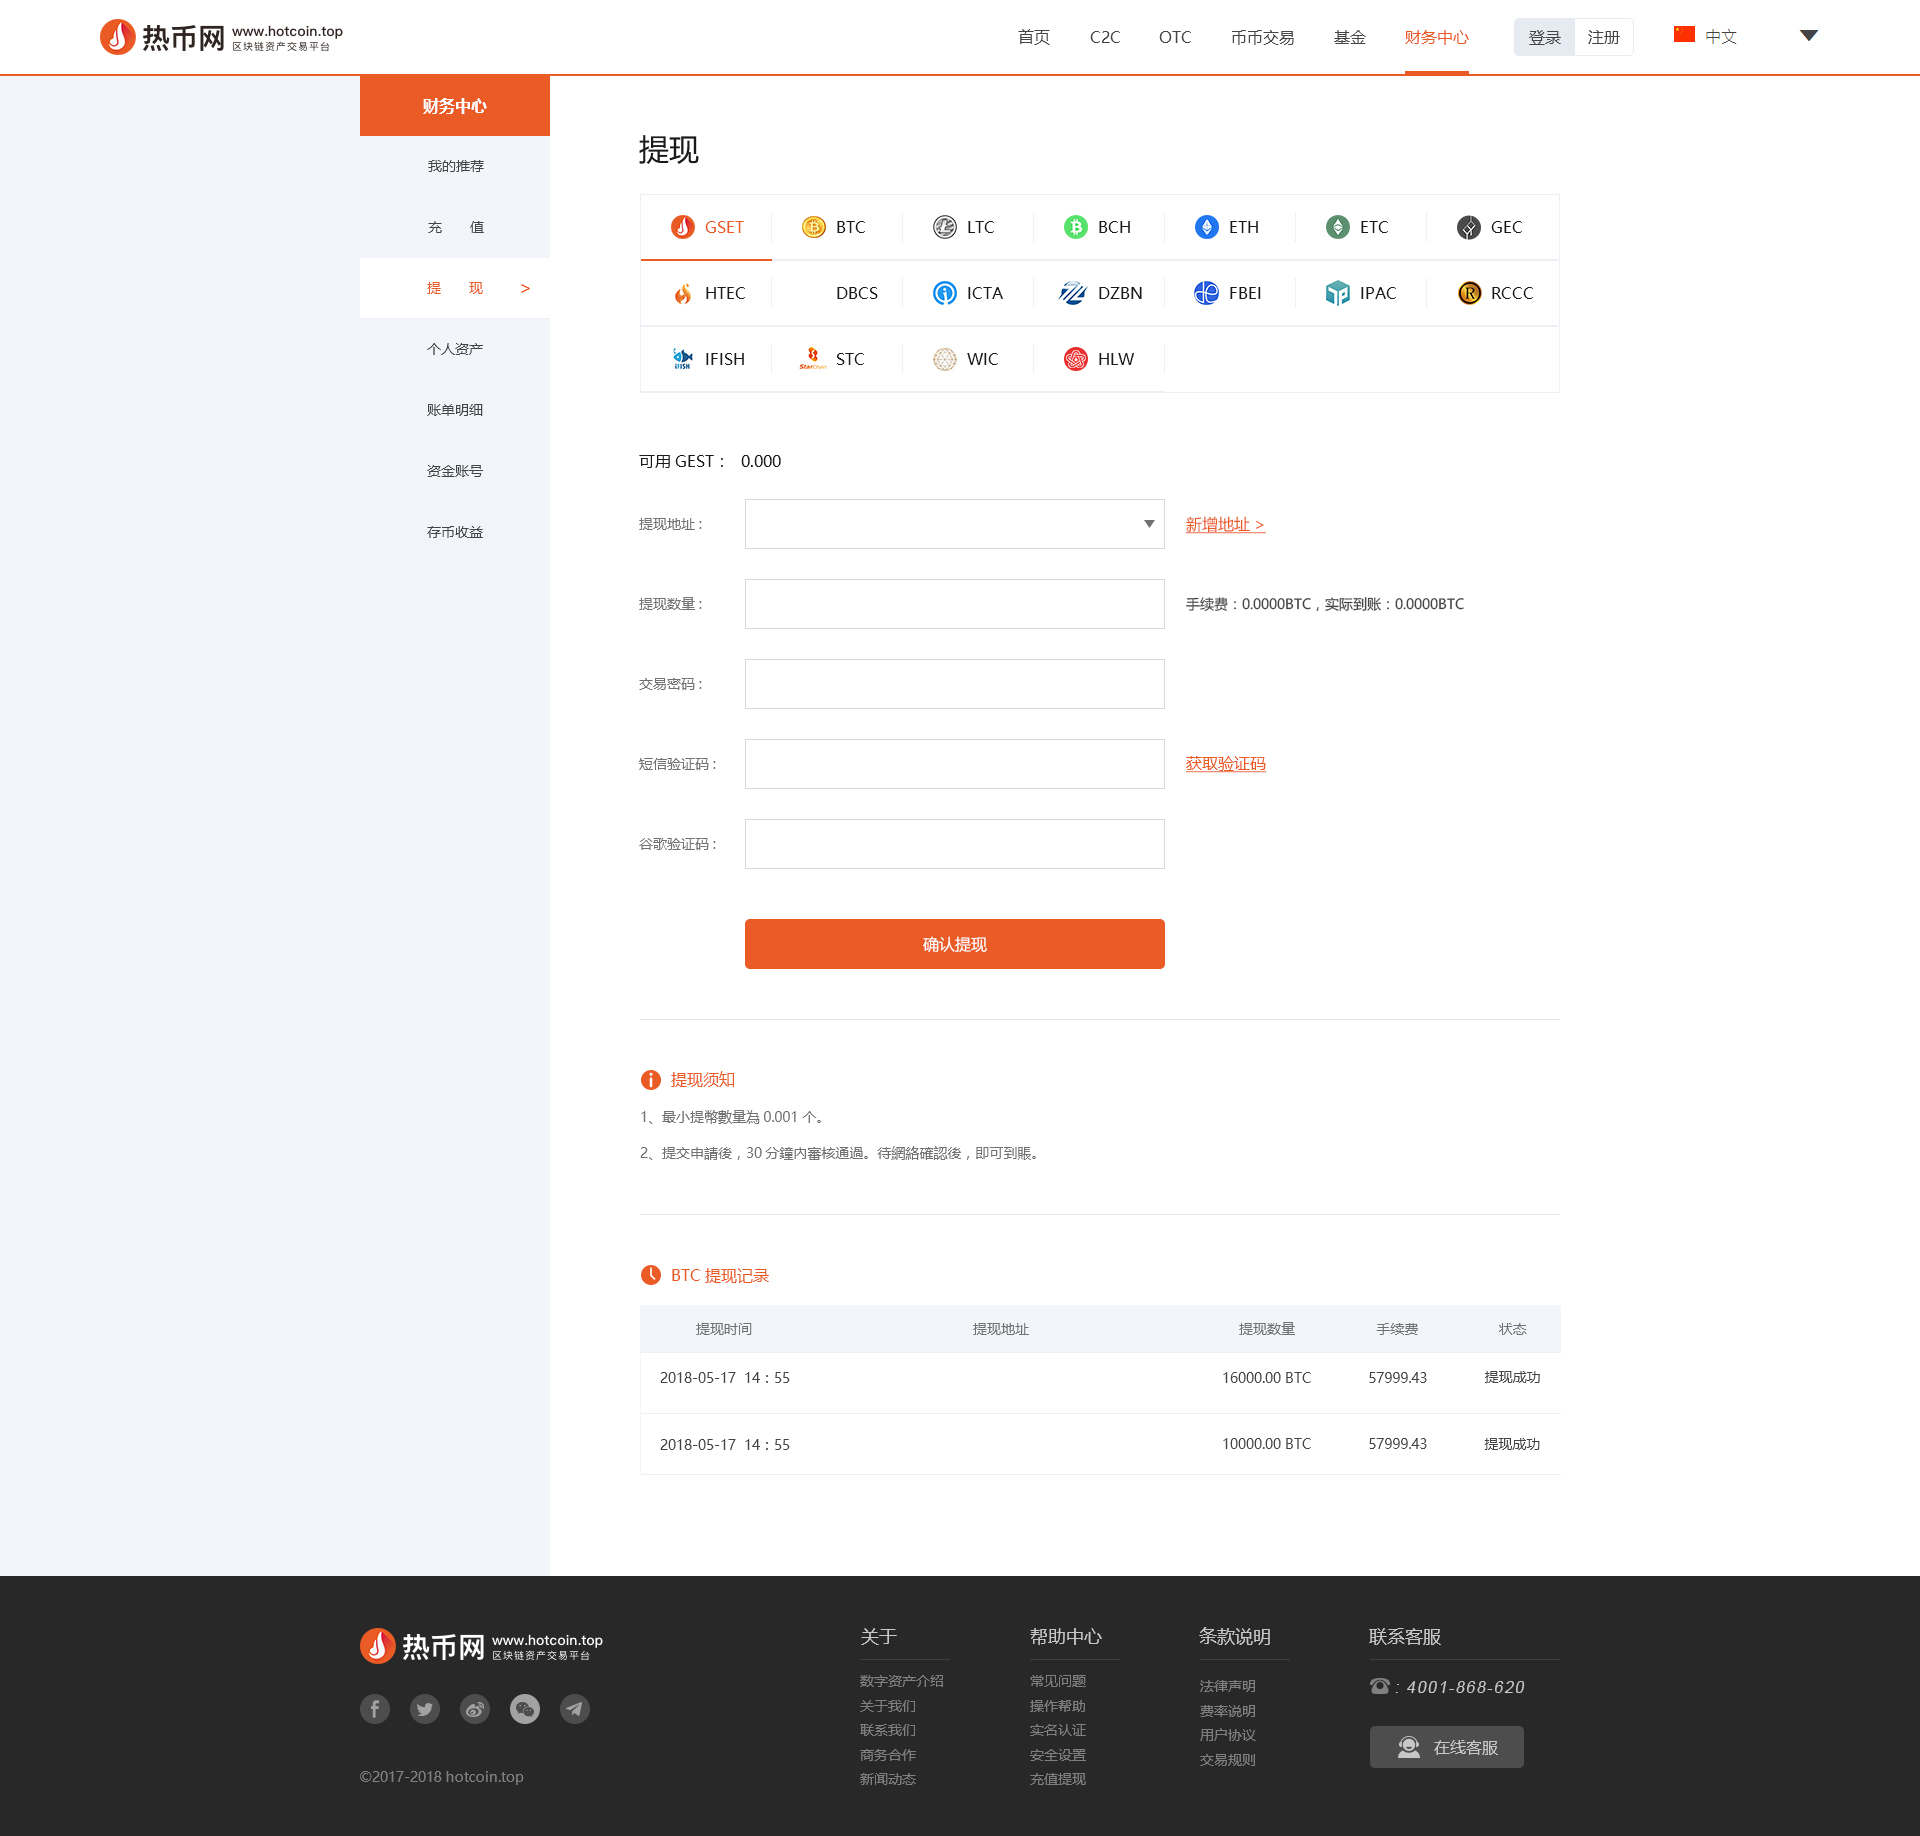 热币网 www.hotcoin.top
区块链资产交易平台
首页 C2C OTC 币币交易 基金 财务中心 登录 注册 中文
财务中心
我的推荐
充 值
提 现 >
个人资产
账单明细
资金账号
存币收益
提现
GSET BTC LTC BCH ETH ETC GEC
HTEC DBCS ICTA DZBN FBEI IPAC RCCC
IFISH STC WIC HLW
可用 GEST： 0.000
提现地址： 新增地址 >
提现数量： 手续费：0.0000BTC，实际到账：0.0000BTC
交易密码：
短信验证码： 获取验证码
谷歌验证码：
确认提现
提现须知
1、最小提幣數量為 0.001 个。
2、提交申請後，30 分鐘内審核通過。待網絡確認後，即可到賬。
BTC 提现记录
提现时间 提现地址 提现数量 手续费 状态
2018-05-17 14：55 16000.00 BTC 57999.43 提现成功
2018-05-17 14：55 10000.00 BTC 57999.43 提现成功
热币网 www.hotcoin.top
区块链资产交易平台
©2017-2018 hotcoin.top
关于
数字资产介绍
关于我们
联系我们
商务合作
新闻动态
帮助中心
常见问题
操作帮助
实名认证
安全设置
充值提现
条款说明
法律声明
费率说明
用户协议
交易规则
联系客服
: 4001-868-620
在线客服